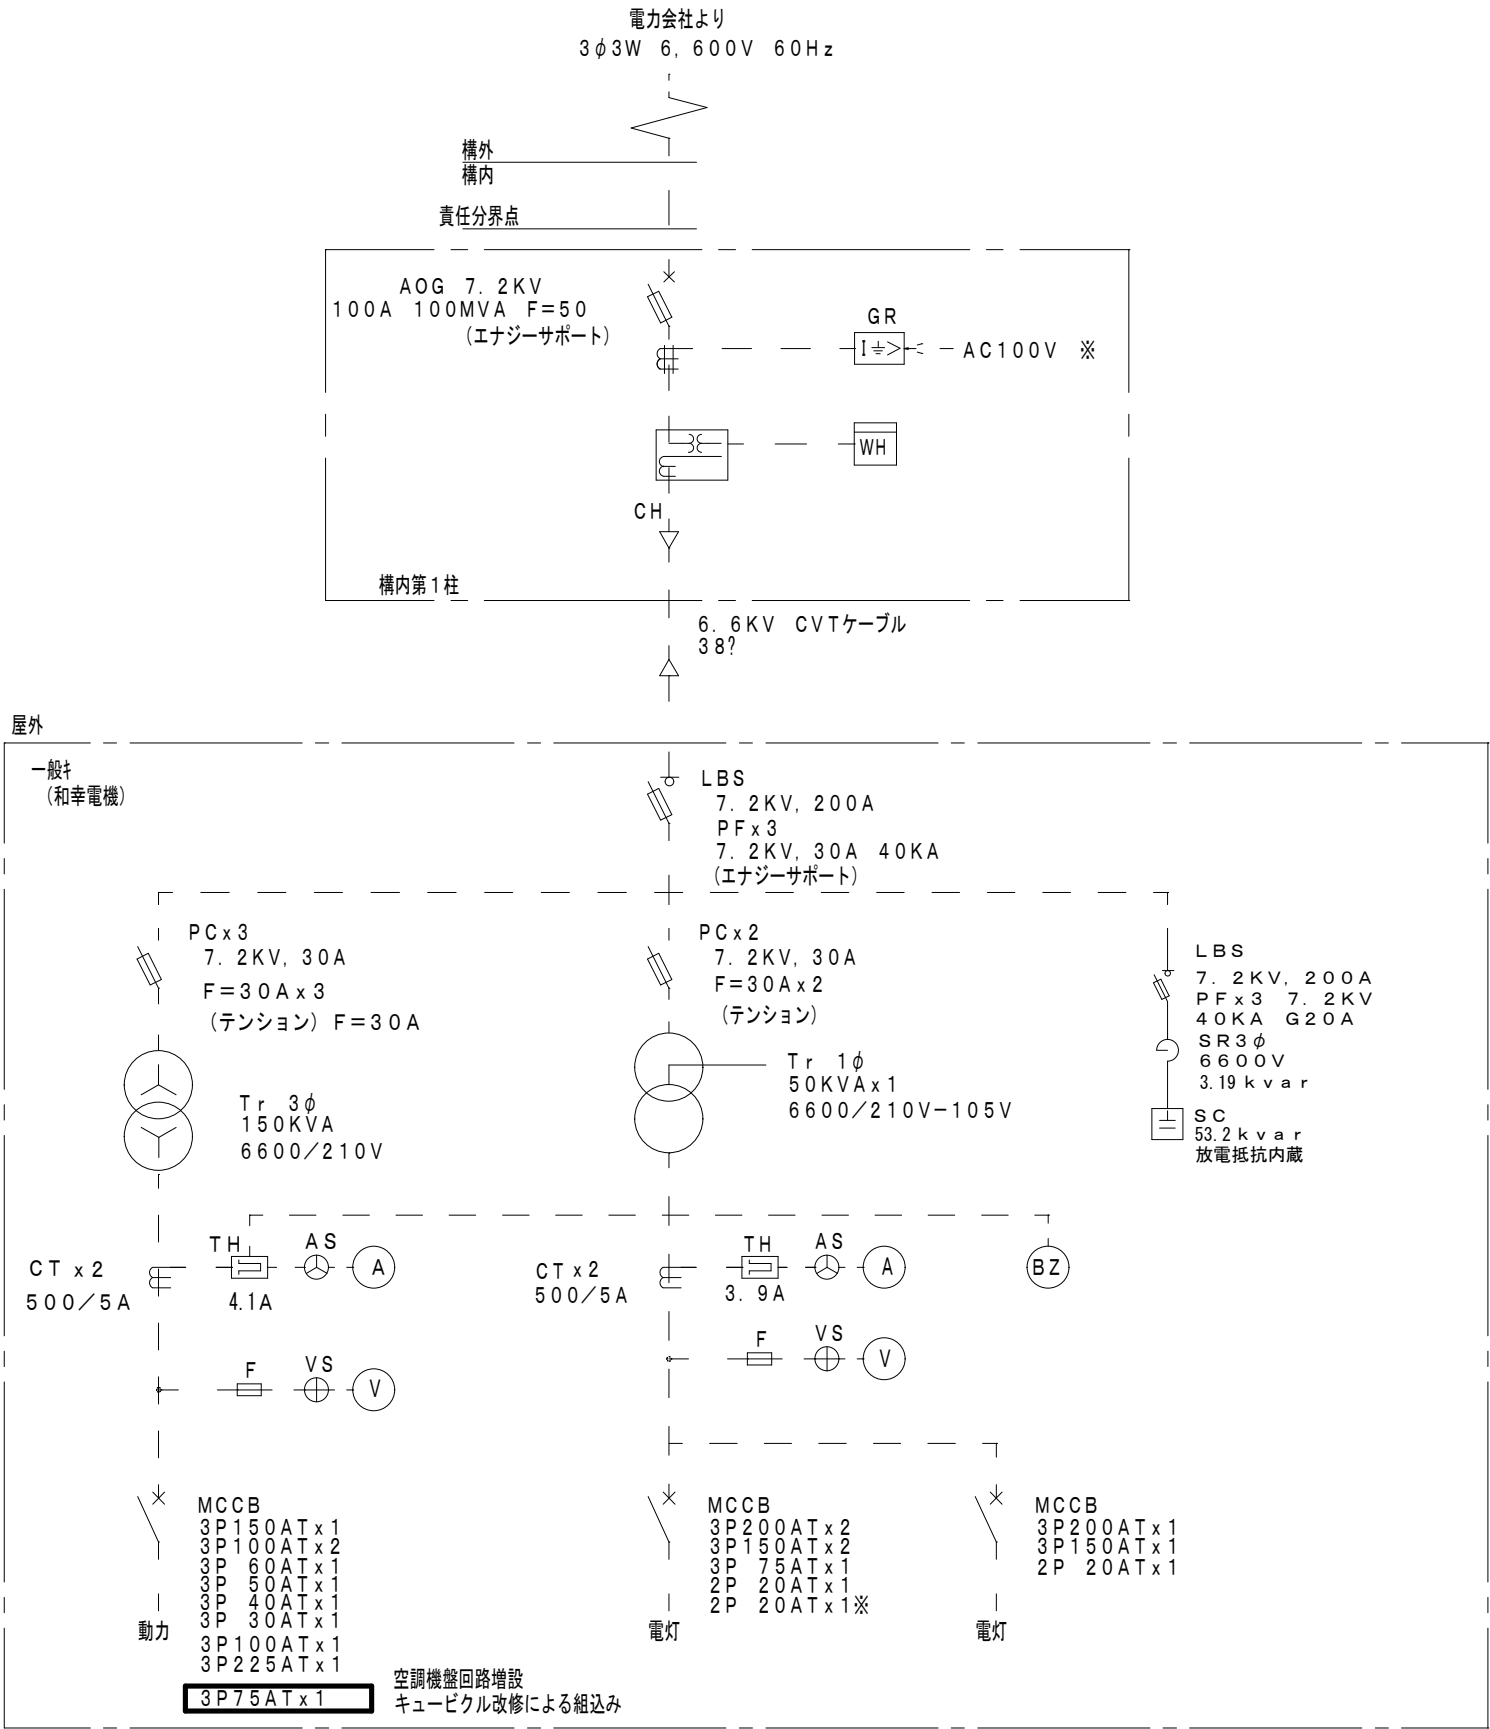 電力会社より
3φ3W 6,600V 60Hz
構外
構内
責任分界点
AOG 7.2KV
100A 100MVA F=50
(エナジーサポート)
GR
I
AC100V ※
WH
CH
構内第1柱
6.6KV CVTケーブル
38?
屋外
一般キ
(和幸電機)
LBS
7.2KV,200A
PFx3
7.2KV,30A 40KA
(エナジーサポート)
PCx3
7.2KV,30A
F=30Ax3
(テンション)F=30A
PCx2
7.2KV,30A
F=30Ax2
(テンション)
LBS
7.2KV,200A
PFx3 7.2KV
40KA G20A
SR3φ
6600V
3.19kvar
SC
53.2kvar
放電抵抗内蔵
Tr 3φ
150KVA
6600/210V
Tr 1φ
50KVAx1
6600/210V-105V
CT x2
500/5A
TH
4.1A
AS
A
CTx2
500/5A
TH
3.9A
AS
A
BZ
F
VS
V
F
VS
V
MCCB
3P150ATx1
3P100ATx2
3P 60ATx1
3P 50ATx1
3P 40ATx1
3P 30ATx1
3P100ATx1
3P225ATx1
3P75ATx1
動力
空調機盤回路増設
キュービクル改修による組込み
MCCB
3P200ATx2
3P150ATx2
3P 75ATx1
2P 20ATx1
2P 20ATx1※
電灯
MCCB
3P200ATx1
3P150ATx1
2P 20ATx1
電灯